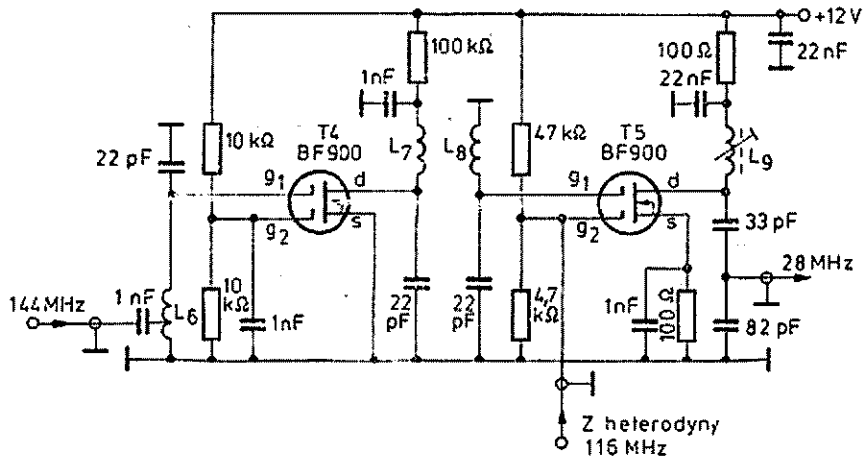 +12V
100 kΩ
100 Ω
22 nF
1nF
22nF
T4
BF900
T5
BF900
10 kΩ
L7
L8
47 kΩ
L9
22 pF
g1
d
g1
d
g2
s
g2
s
33 pF
28 MHz
144 MHz
1 nF
L6
10
kΩ
1nF
22
pF
22
pF
4,7
kΩ
1nF
100 Ω
82 pF
Z heterodyny
116 MHz